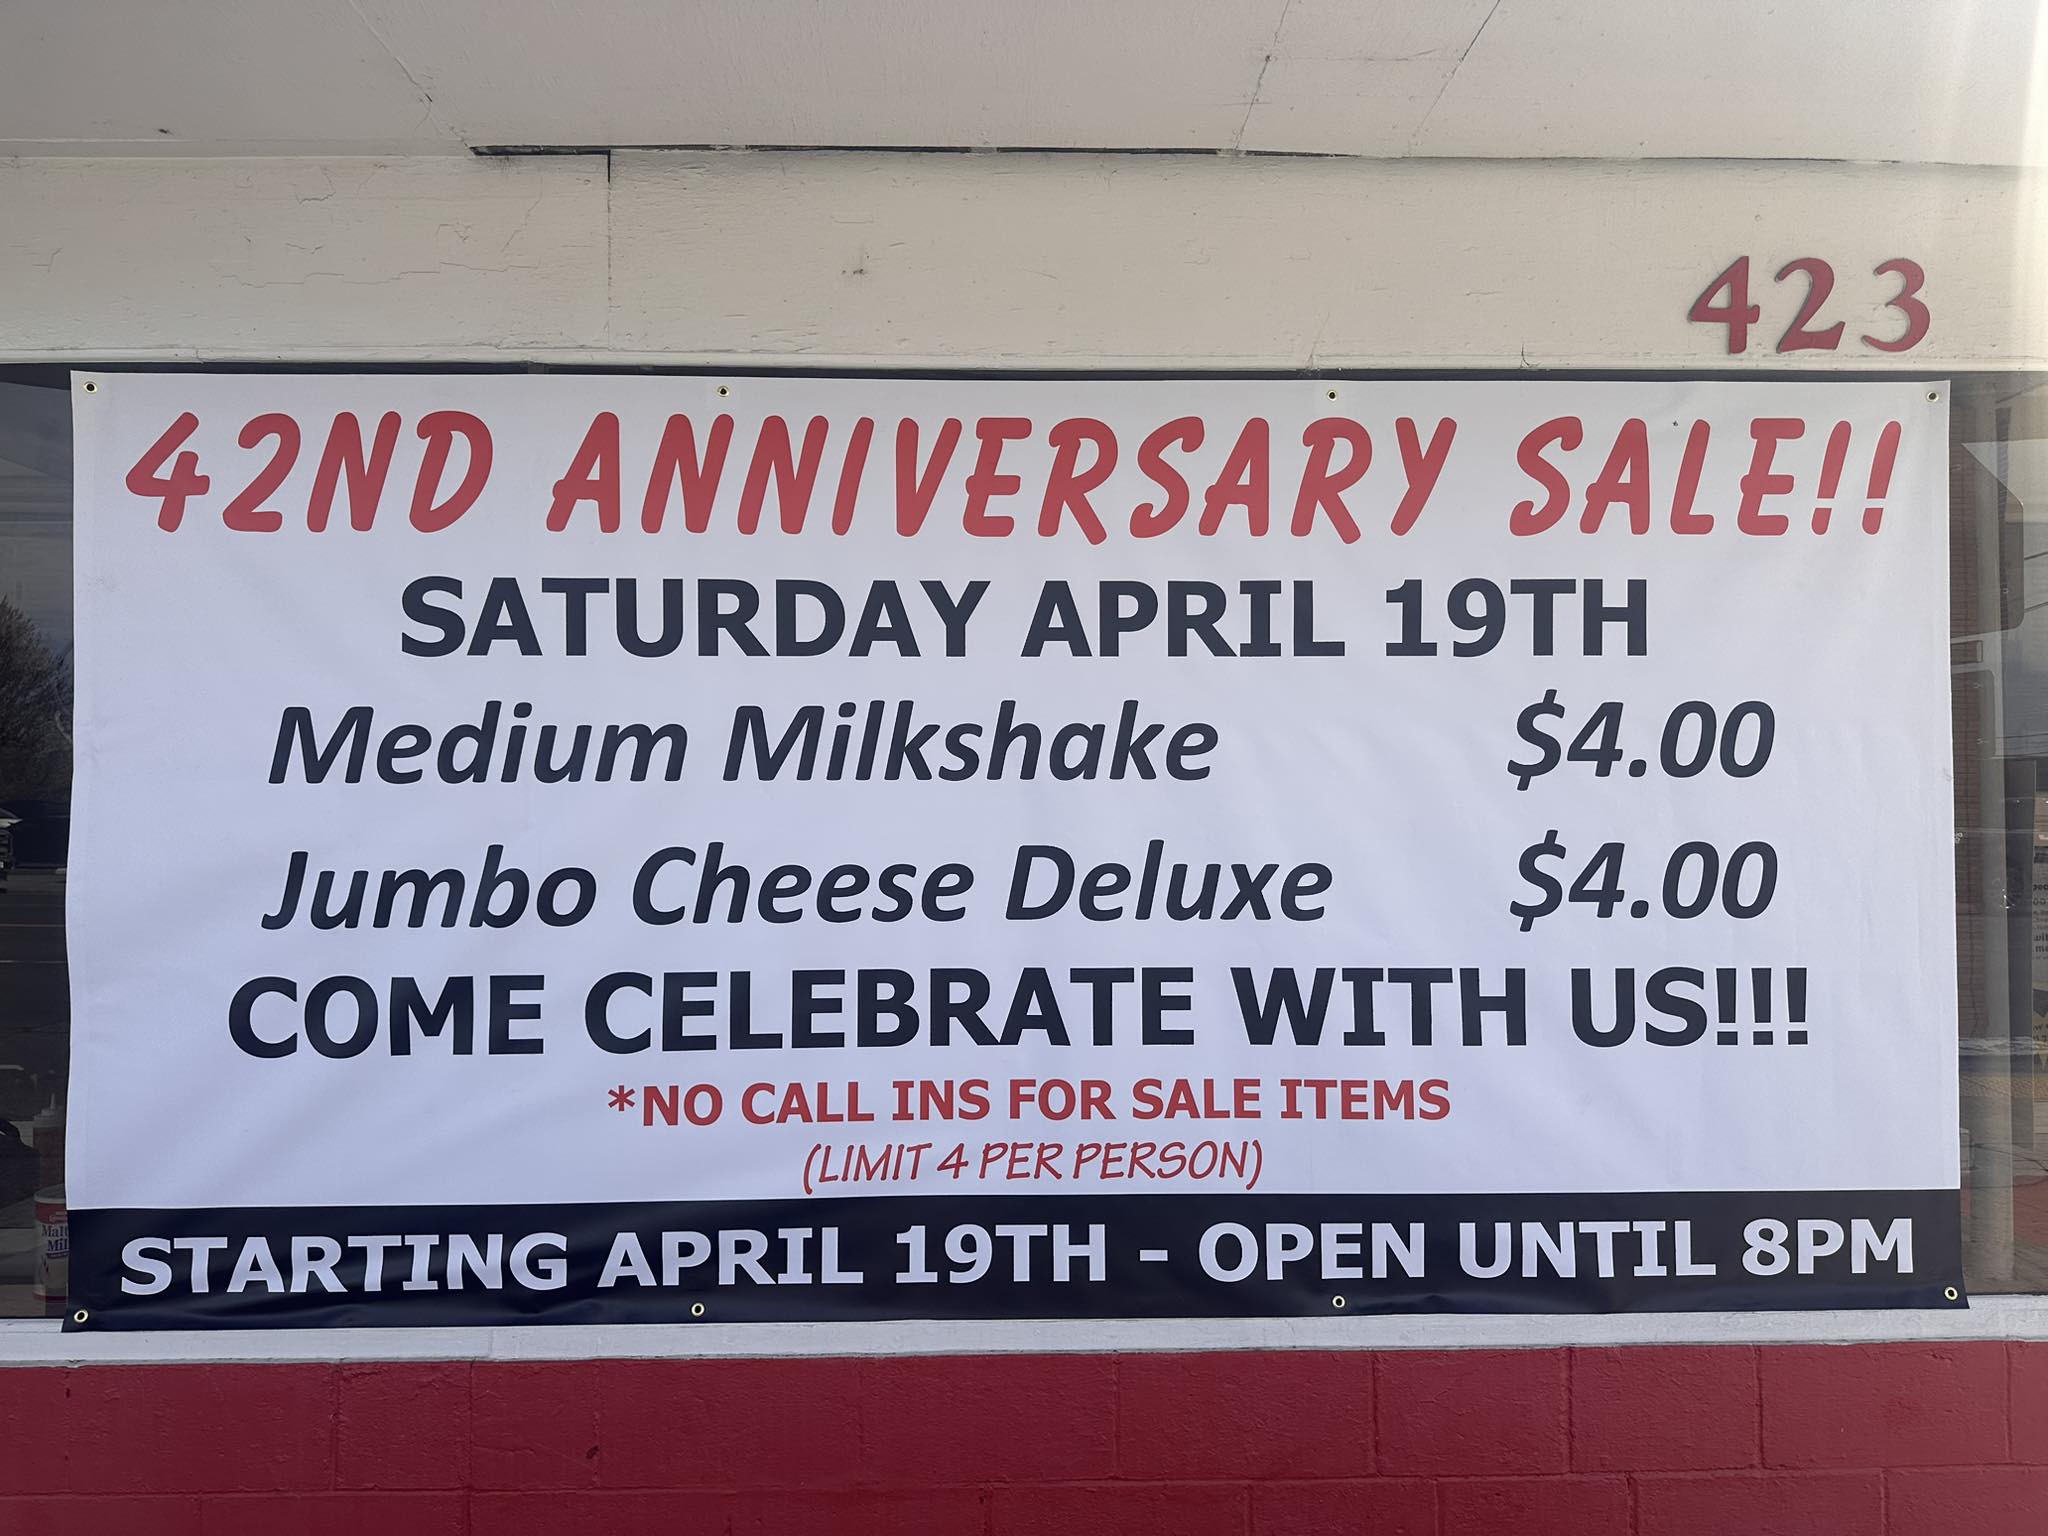 423
42ND ANNIVERSARY SALE!!
SATURDAY APRIL 19TH
Medium Milkshake $4.00
Jumbo Cheese Deluxe $4.00
COME CELEBRATE WITH US!!!
*NO CALL INS FOR SALE ITEMS
(LIMIT 4 PER PERSON)
STARTING APRIL 19TH - OPEN UNTIL 8PM